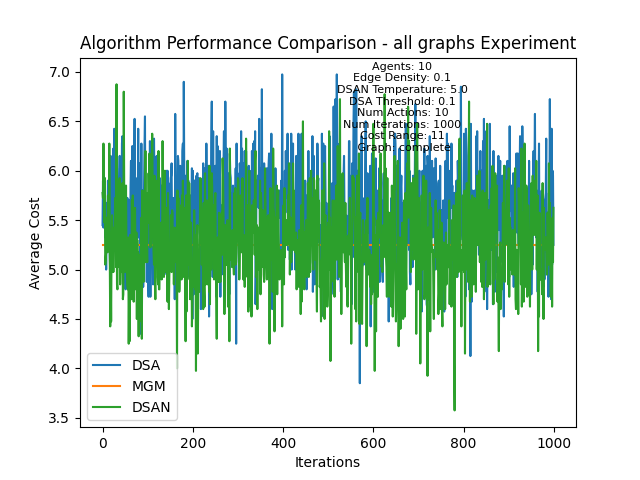 Algorithm Performance Comparison - all graphs Experiment
Agents: 10
Edge Density: 0.1
DSAN Temperature: 5.0
DSA Threshold: 0.1
Num Actions: 10
Num Iterations: 1000
Cost Range: 11
Graph: complete
Average Cost
7.0
6.5
6.0
5.5
5.0
4.5
4.0
3.5
DSA
MGM
DSAN
0
200
400
600
800
1000
Iterations